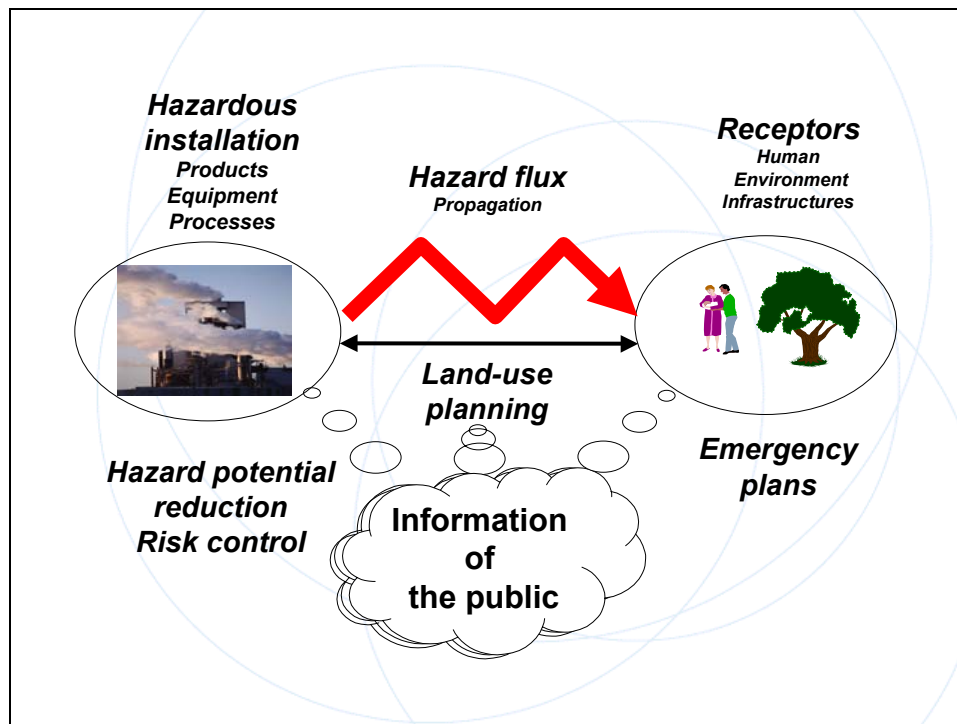 Hazardous
installation
Products
Equipment
Processes
Hazard flux
Propagation
Receptors
Human
Environment
Infrastructures
Land-use
planning
Hazard potential
reduction
Risk control
Emergency
plans
Information
of
the public